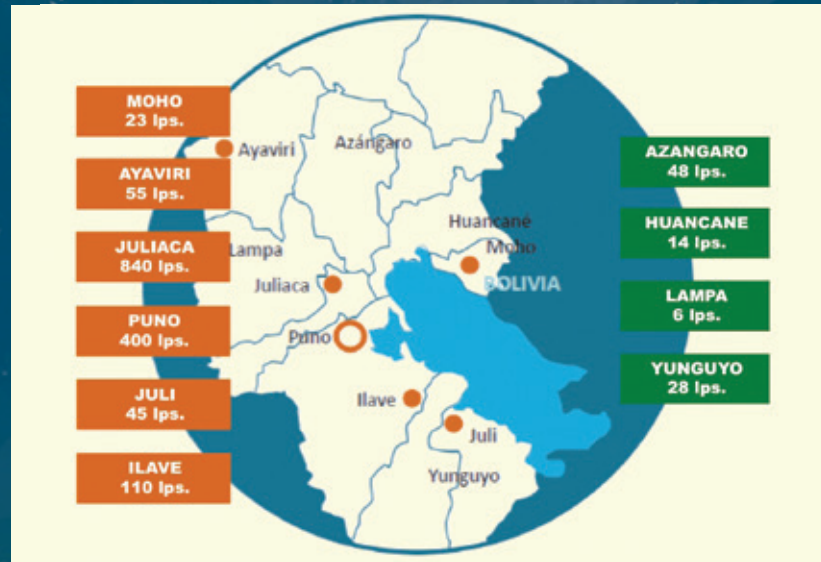 MOHO
23 lps.
AYAVIRI
55 lps.
JULIACA
840 lps.
PUNO
400 lps.
JULI
45 lps.
ILAVE
110 lps.
Ayaviri
Azángaro
Lampa
Huancané
Moho
Juliaca
BOLIVIA
Puno
Ilave
Juli
Yunguyo
AZANGARO
48 lps.
HUANCANE
14 lps.
LAMPA
6 lps.
YUNGUYO
28 lps.